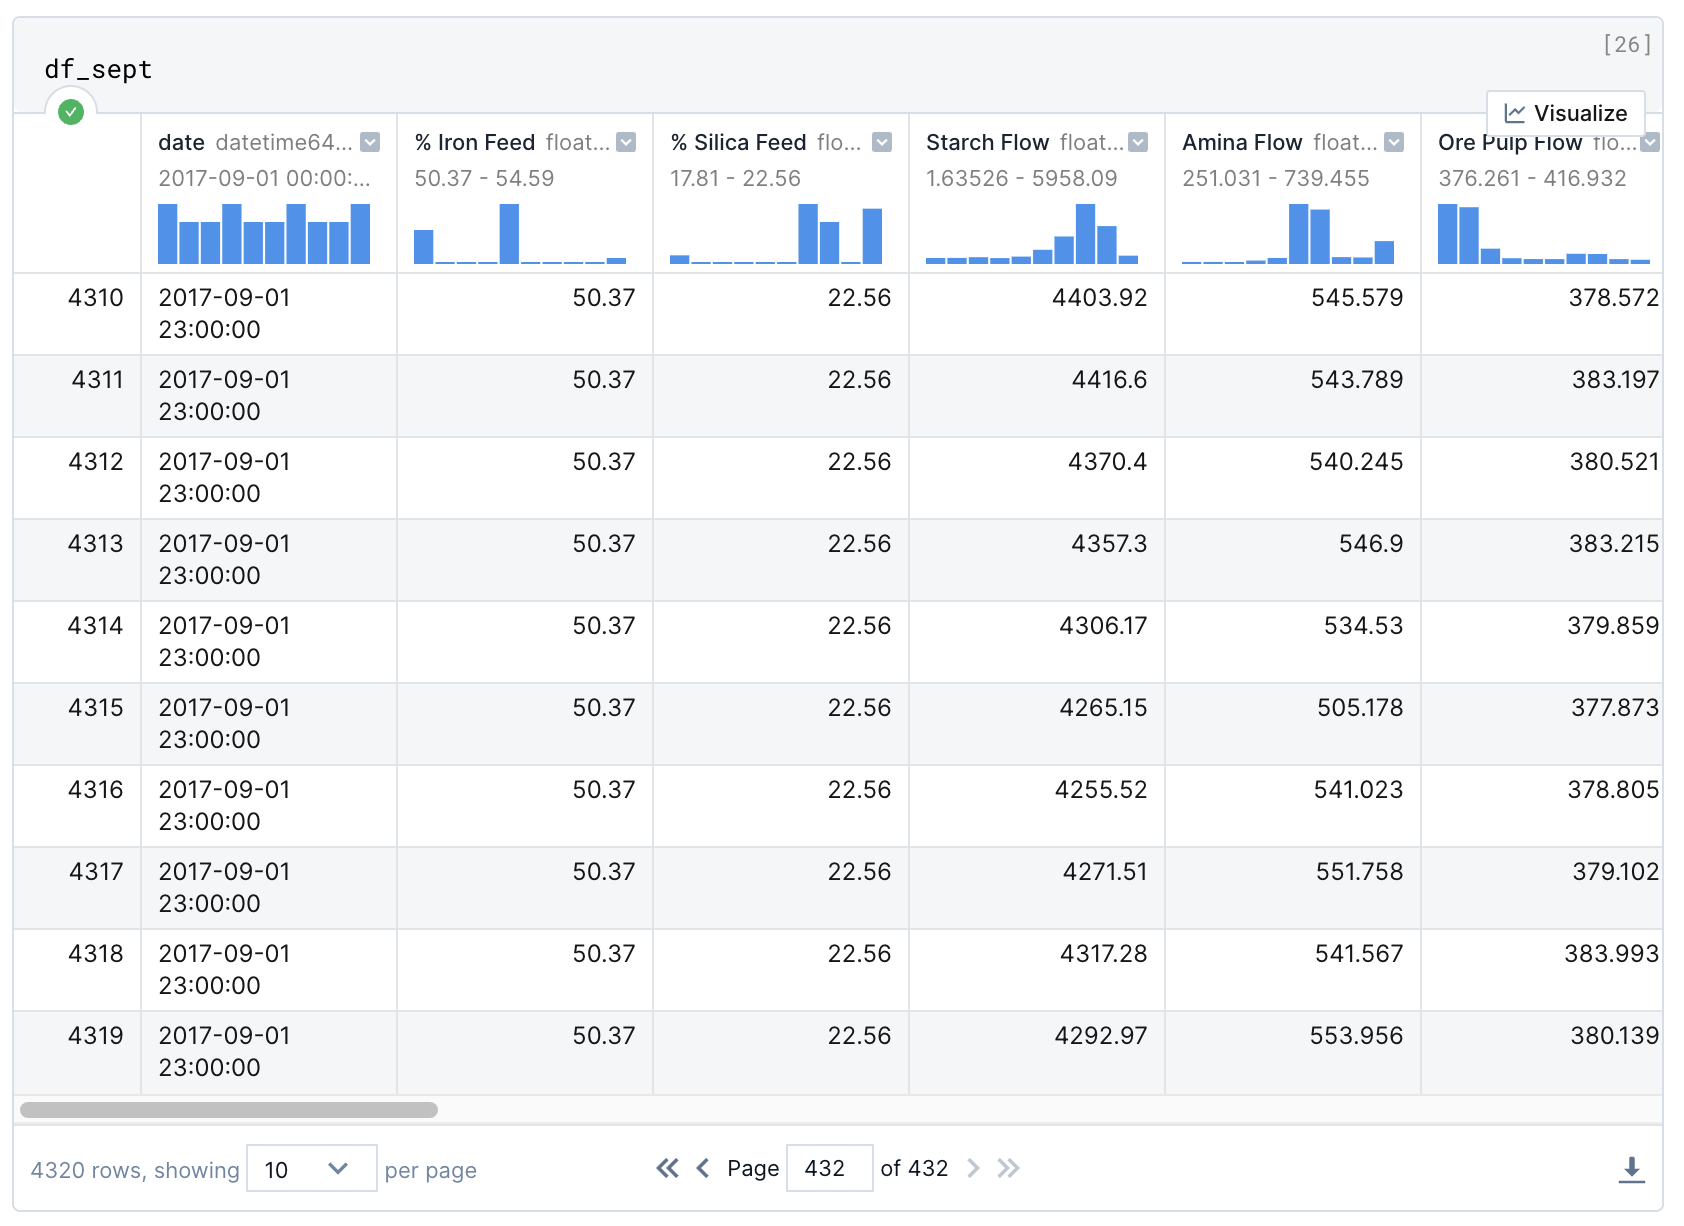 [26]
df_sept
Visualize
date datetime64...
% Iron Feed float...
% Silica Feed flo...
Starch Flow float...
Amina Flow float...
Ore Pulp Flow flo...
2017-09-01 00:00:...
50.37 - 54.59
17.81 - 22.56
1.63526 - 5958.09
251.031 - 739.455
376.261 - 416.932
4310 2017-09-01 23:00:00 50.37 22.56 4403.92 545.579 378.572
4311 2017-09-01 23:00:00 50.37 22.56 4416.6 543.789 383.197
4312 2017-09-01 23:00:00 50.37 22.56 4370.4 540.245 380.521
4313 2017-09-01 23:00:00 50.37 22.56 4357.3 546.9 383.215
4314 2017-09-01 23:00:00 50.37 22.56 4306.17 534.53 379.859
4315 2017-09-01 23:00:00 50.37 22.56 4265.15 505.178 377.873
4316 2017-09-01 23:00:00 50.37 22.56 4255.52 541.023 378.805
4317 2017-09-01 23:00:00 50.37 22.56 4271.51 551.758 379.102
4318 2017-09-01 23:00:00 50.37 22.56 4317.28 541.567 383.993
4319 2017-09-01 23:00:00 50.37 22.56 4292.97 553.956 380.139
4320 rows, showing 10 per page
Page 432 of 432